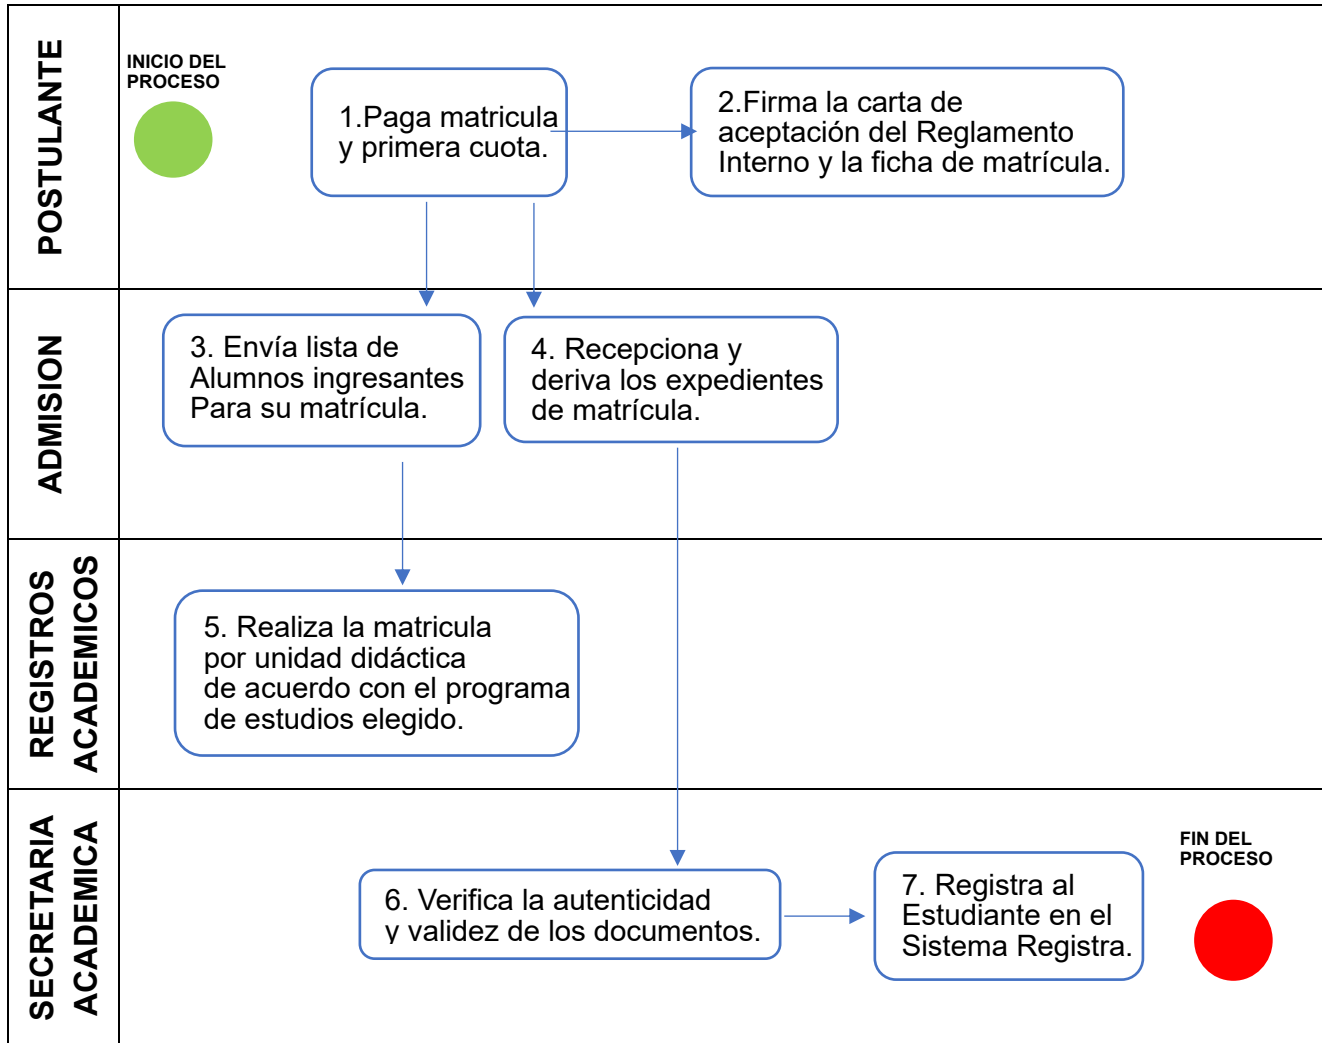 POSTULANTE
INICIO DEL
PROCESO
1.Paga matricula
y primera cuota.
2.Firma la carta de
aceptación del Reglamento
Interno y la ficha de matrícula.
ADMISION
3. Envía lista de
Alumnos ingresantes
Para su matrícula.
4. Recepciona y
deriva los expedientes
de matrícula.
REGISTROS
ACADEMICOS
5. Realiza la matricula
por unidad didáctica
de acuerdo con el programa
de estudios elegido.
SECRETARIA
ACADEMICA
6. Verifica la autenticidad
y validez de los documentos.
7. Registra al
Estudiante en el
Sistema Registra.
FIN DEL
PROCESO